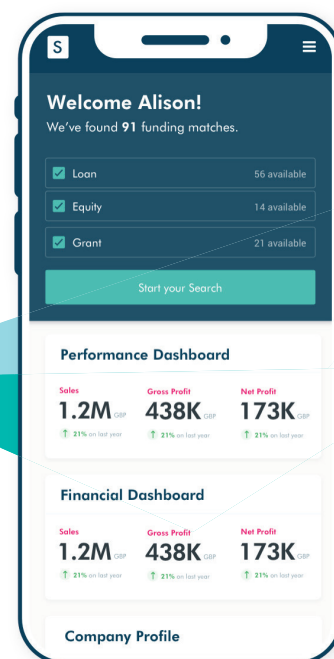 S
Welcome Alison!
We've found 91 funding matches.
Loan 56 available
Equity 14 available
Grant 21 available
Start your Search
Performance Dashboard
Sales Gross Profit Net Profit
1.2M GBP 438K GBP 173K GBP
↑ 21% on last year ↑ 21% on last year ↑ 21% on last year
Financial Dashboard
Sales Gross Profit Net Profit
1.2M GBP 438K GBP 173K GBP
↑ 21% on last year ↑ 21% on last year ↑ 21% on last year
Company Profile